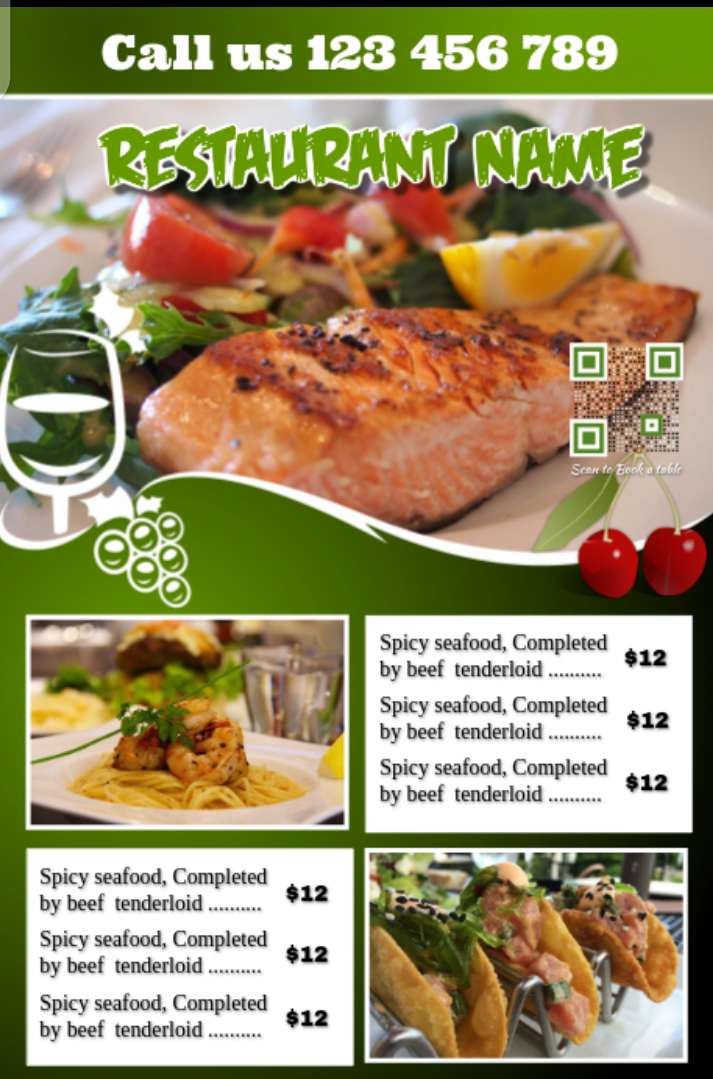 Call us 123 456 789
RESTAURANT NAME
Scan to Book a table
Spicy seafood, Completed
by beef tenderloid .......... $12
Spicy seafood, Completed
by beef tenderloid .......... $12
Spicy seafood, Completed
by beef tenderloid .......... $12
Spicy seafood, Completed
by beef tenderloid .......... $12
Spicy seafood, Completed
by beef tenderloid .......... $12
Spicy seafood, Completed
by beef tenderloid .......... $12